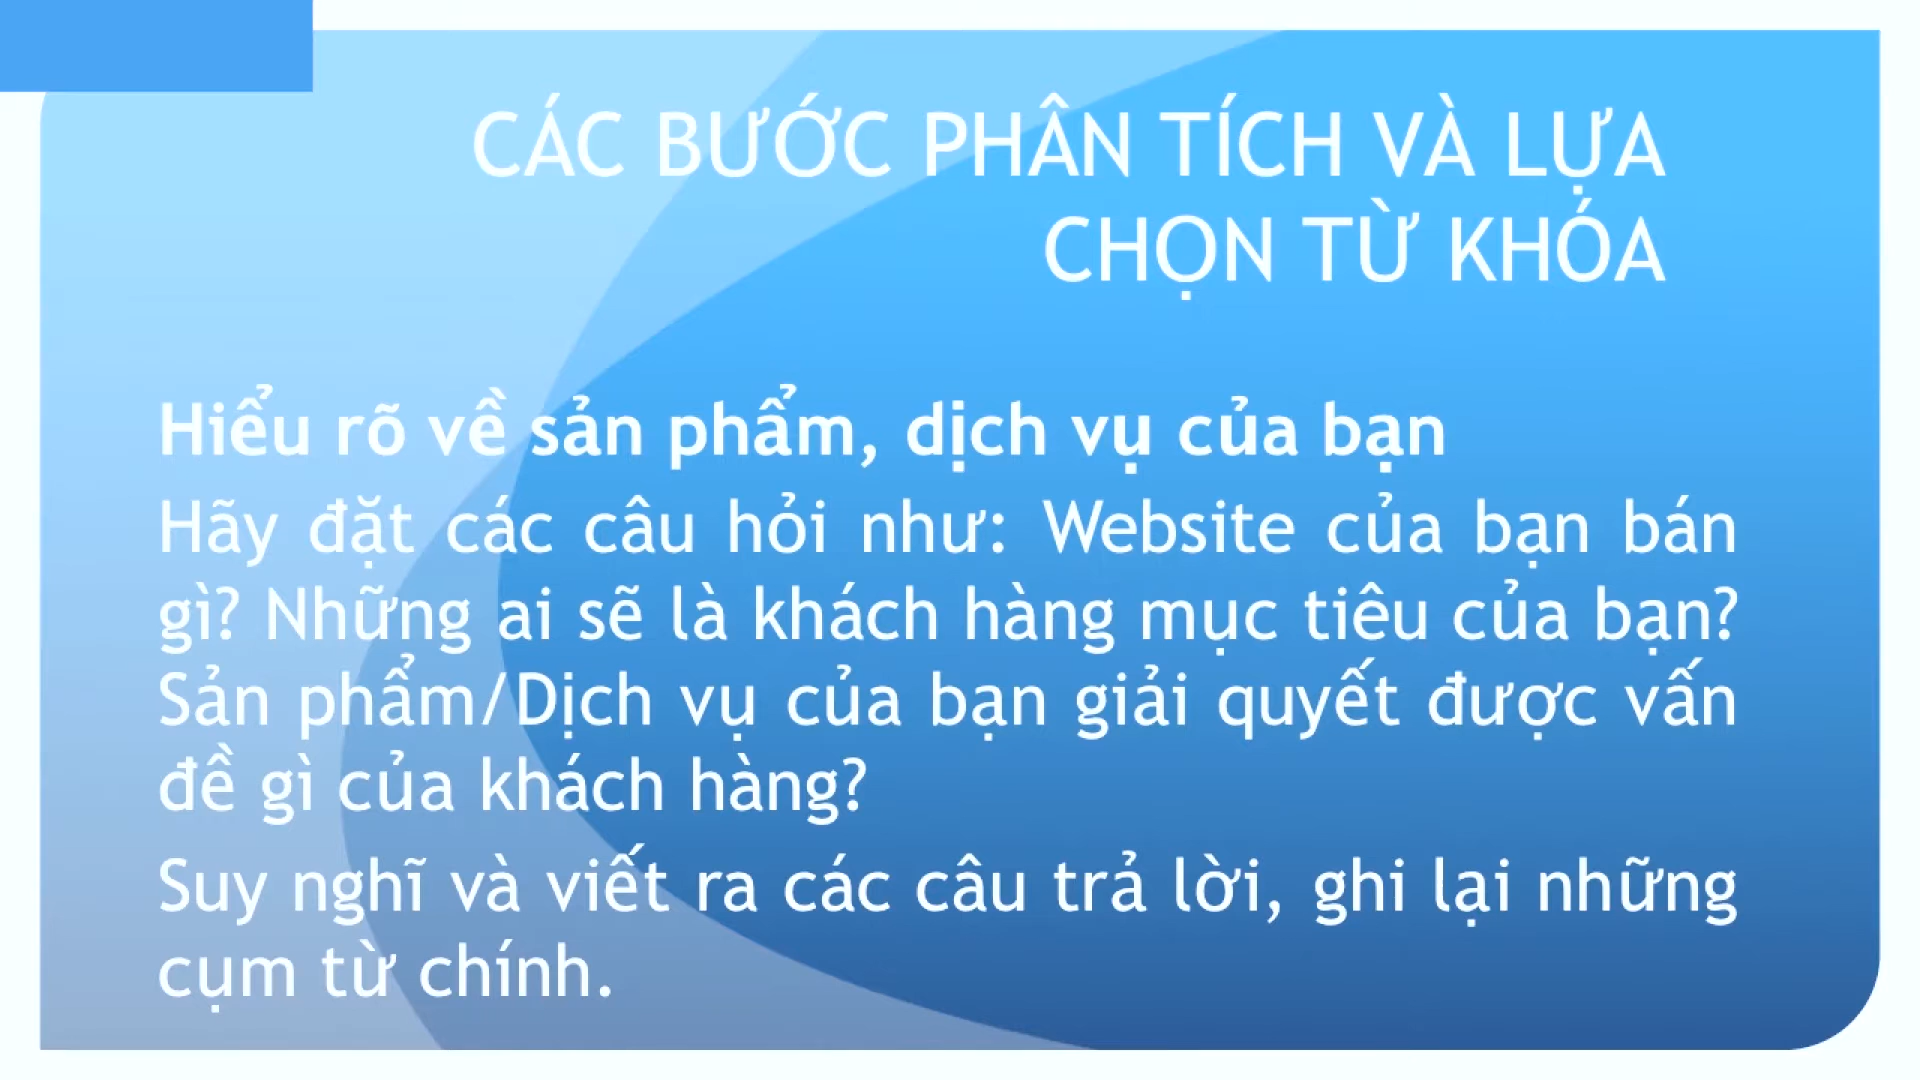 CÁC BƯỚC PHÂN TÍCH VÀ LỰA
CHỌN TỪ KHÓA
Hiểu rõ về sản phẩm, dịch vụ của bạn
Hãy đặt các câu hỏi như: Website của bạn bán
gì? Những ai sẽ là khách hàng mục tiêu của bạn?
Sản phẩm/Dịch vụ của bạn giải quyết được vấn
đề gì của khách hàng?
Suy nghĩ và viết ra các câu trả lời, ghi lại những
cụm từ chính.